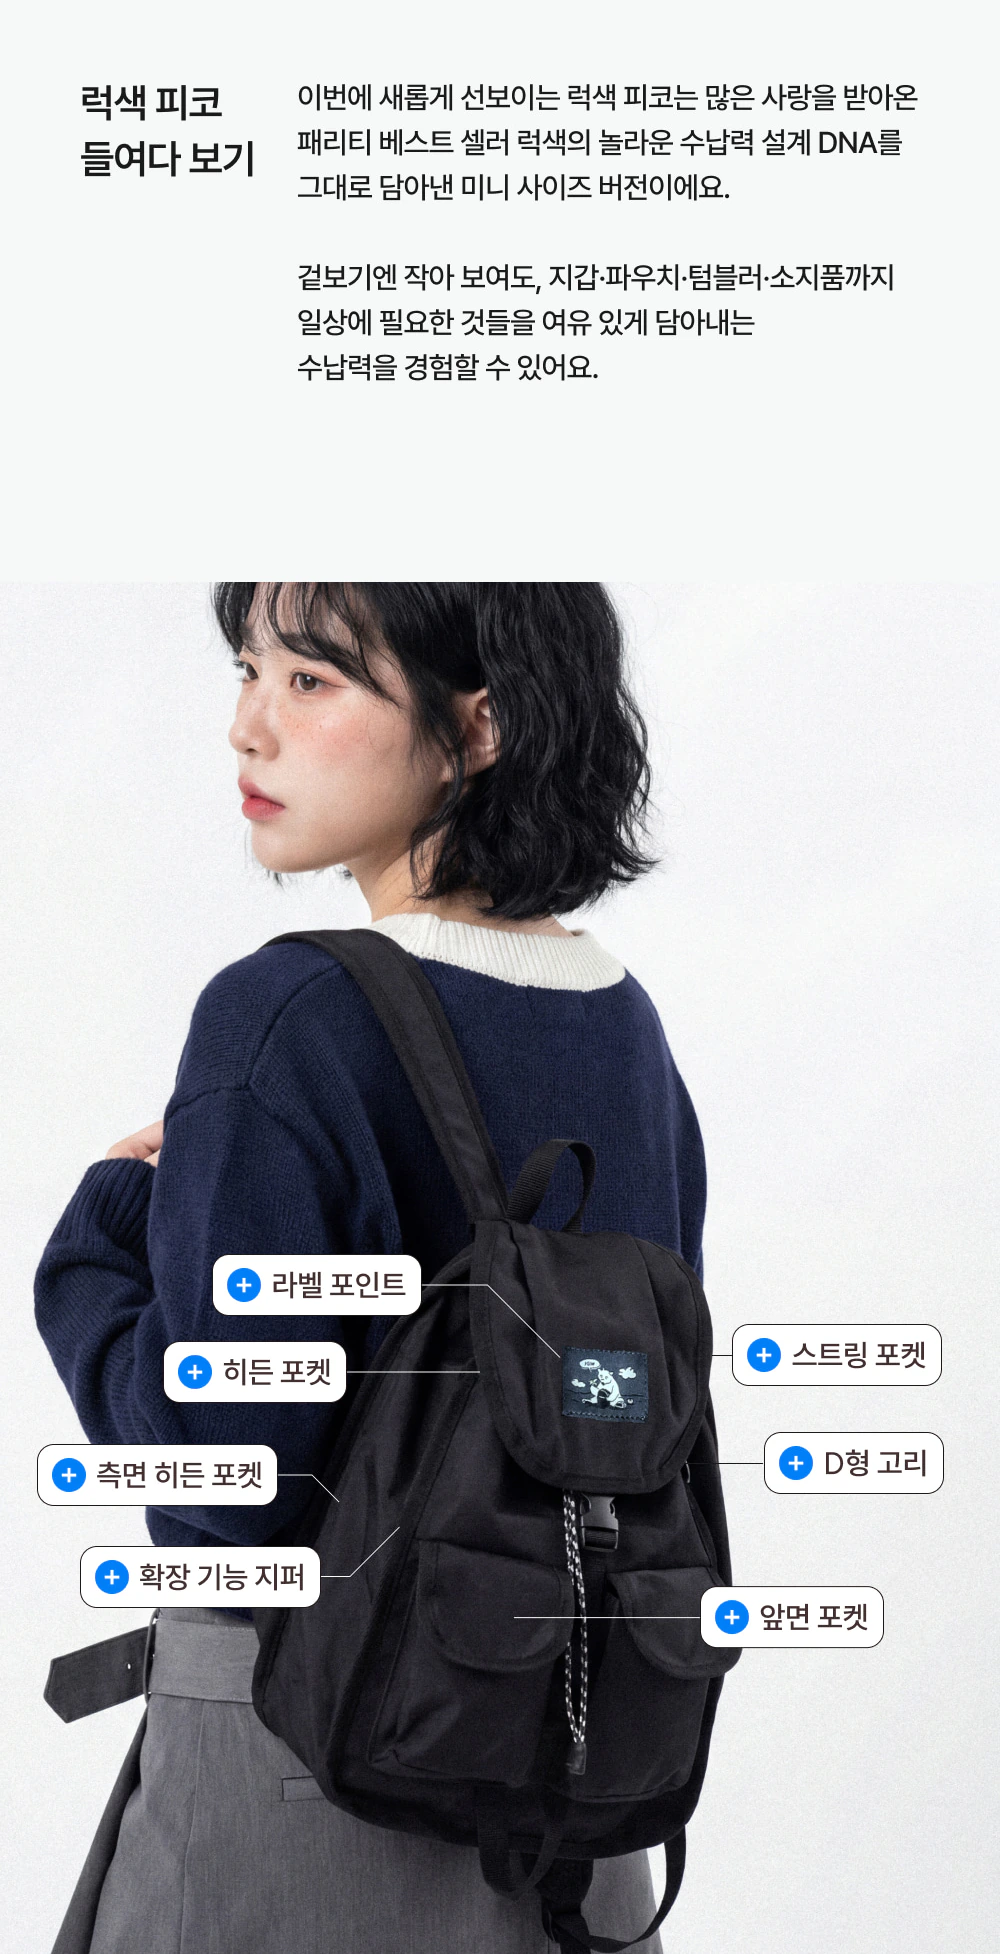 럭색 피코
들여다 보기
이번에 새롭게 선보이는 럭색 피코는 많은 사랑을 받아온
패리티 베스트 셀러 럭색의 놀라운 수납력 설계 DNA를
그대로 담아낸 미니 사이즈 버전이에요.
겉보기엔 작아 보여도, 지갑·파우치·텀블러·소지품까지
일상에 필요한 것들을 여유 있게 담아내는
수납력을 경험할 수 있어요.
라벨 포인트
스트링 포켓
히든 포켓
D형 고리
측면 히든 포켓
확장 기능 지퍼
앞면 포켓